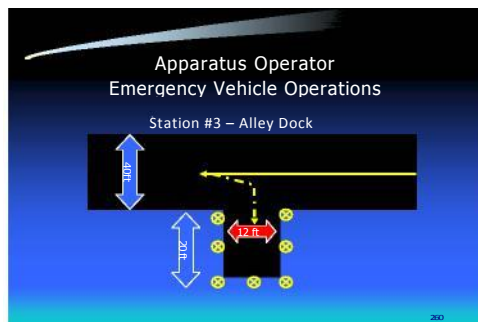 Apparatus Operator
Emergency Vehicle Operations
Station #3 – Alley Dock
40ft
12 ft
20ft
260